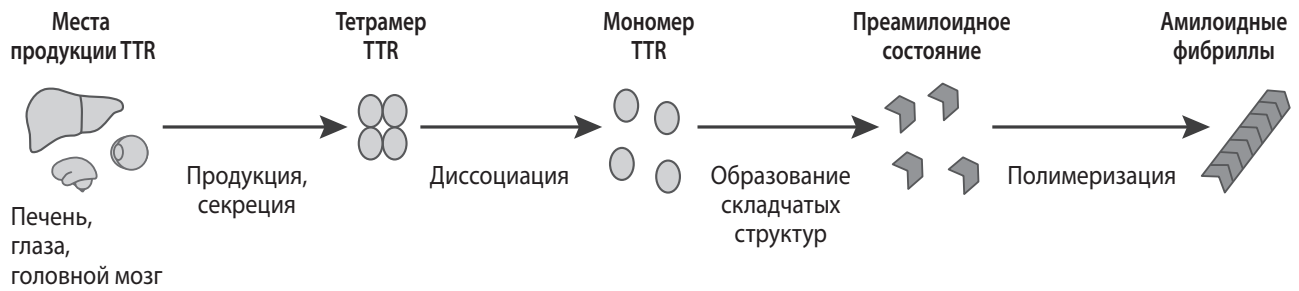 Места
продукции TTR
Тетрамер
TTR
Мономер
TTR
Преамилоидное
состояние
Амилоидные
фибриллы
Продукция,
секреция
Диссоциация
Образование
складчатых
структур
Полимеризация
Печень,
глаза,
головной мозг